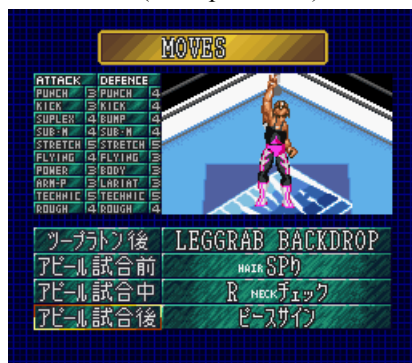 MOVES
ATTACK DEFENCE
PUNCH 3 PUNCH 4
KICK 3 KICK 4
SUPLEX 4 BUMP 4
SUB・M 4 SUB・M 4
STRETCH 5 STRETCH 5
FLYING 4 FLYING 3
POWER 3 BODY 3
ARM-P 3 LARIAT 3
TECHNIC 5 TECHNIC 5
ROUGH 4 ROUGH 4
ツープラトン後 LEGGRAB BACKDROP
アピール試合前 HAIR SPり
アピール試合中 R NECKチェック
アピール試合後 ピースサイン